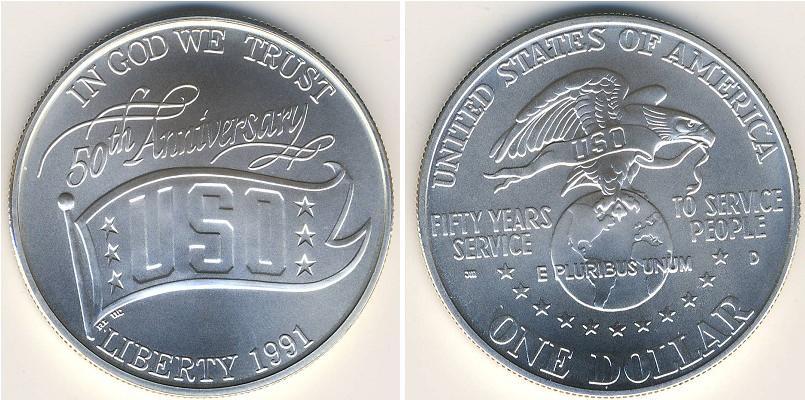 IN GOD WE TRUST
50th Anniversary
USO
LIBERTY 1991
UNITED STATES OF AMERICA
USO
FIFTY YEARS
SERVICE
TO SERVICE
PEOPLE
E PLURIBUS UNUM
D
ONE DOLLAR